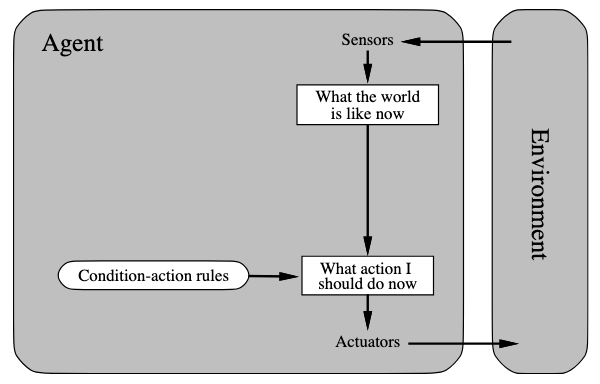 Agent
Sensors
What the world
is like now
Environment
Condition-action rules
What action I
should do now
Actuators